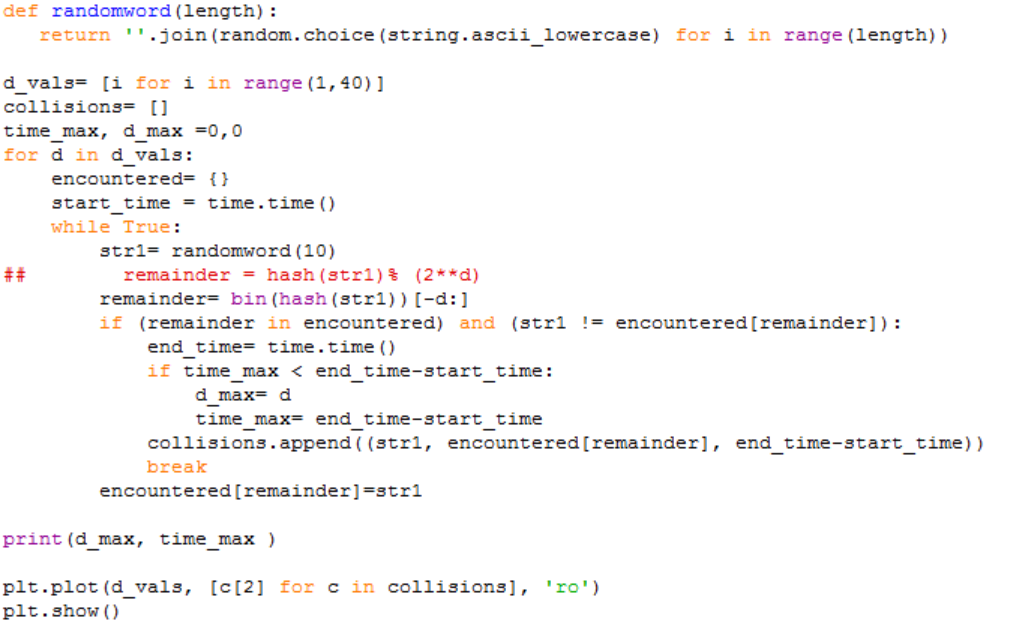 def randomword(length):
   return ''.join(random.choice(string.ascii_lowercase) for i in range(length))

d_vals= [i for i in range(1,40)]
collisions= []
time_max, d_max =0,0
for d in d_vals:
    encountered= {}
    start_time = time.time()
    while True:
        str1= randomword(10)
##        remainder = hash(str1)% (2**d)
        remainder= bin(hash(str1))[-d:]
        if (remainder in encountered) and (str1 != encountered[remainder]):
            end_time= time.time()
            if time_max < end_time-start_time:
                d_max= d
                time_max= end_time-start_time
            collisions.append((str1, encountered[remainder], end_time-start_time))
            break
        encountered[remainder]=str1

print(d_max, time_max )

plt.plot(d_vals, [c[2] for c in collisions], 'ro')
plt.show()